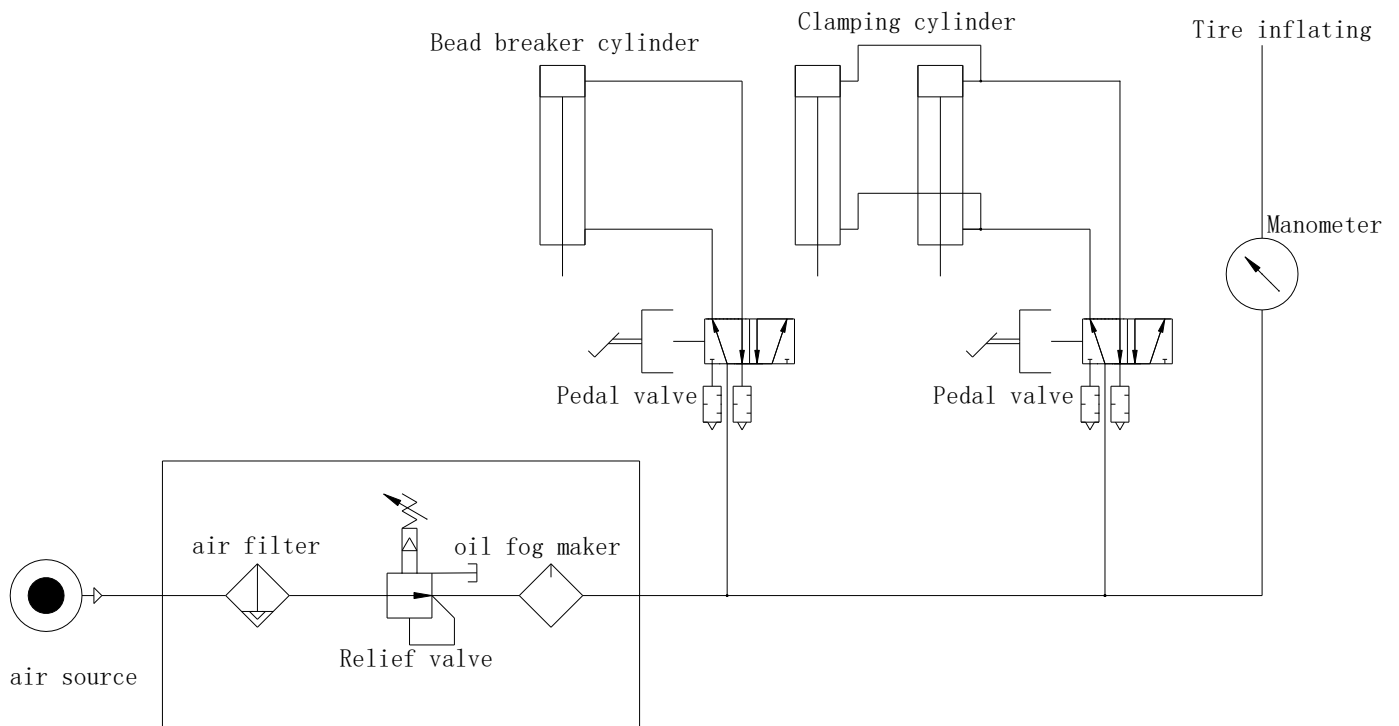 Clamping cylinder
Bead breaker cylinder
Tire inflating
Manometer
Pedal valve
Pedal valve
air filter
oil fog maker
Relief valve
air source